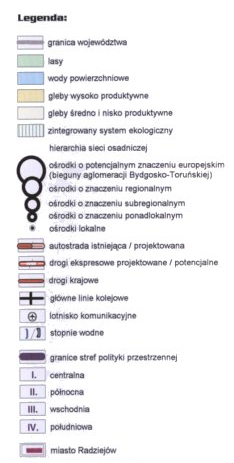 Legenda:
granica województwa
lasy
wody powierzchniowe
gleby wysoko produktywne
gleby średnio i nisko produktywne
zintegrowany system ekologiczny
hierarchia sieci osadniczej
ośrodki o potencjalnym znaczeniu europejskim
(bieguny aglomeracji Bydgosko-Toruńskiej)
ośrodki o znaczeniu regionalnym
ośrodki o znaczeniu subregionalnym
ośrodki o znaczeniu ponadlokalnym
ośrodki lokalne
autostrada istniejąca / projektowana
drogi ekspresowe projektowane / potencjalne
drogi krajowe
główne linie kolejowe
lotnisko komunikacyjne
stopnie wodne
granice stref polityki przestrzennej
I. centralna
II. północna
III. wschodnia
IV. południowa
miasto Radziejów